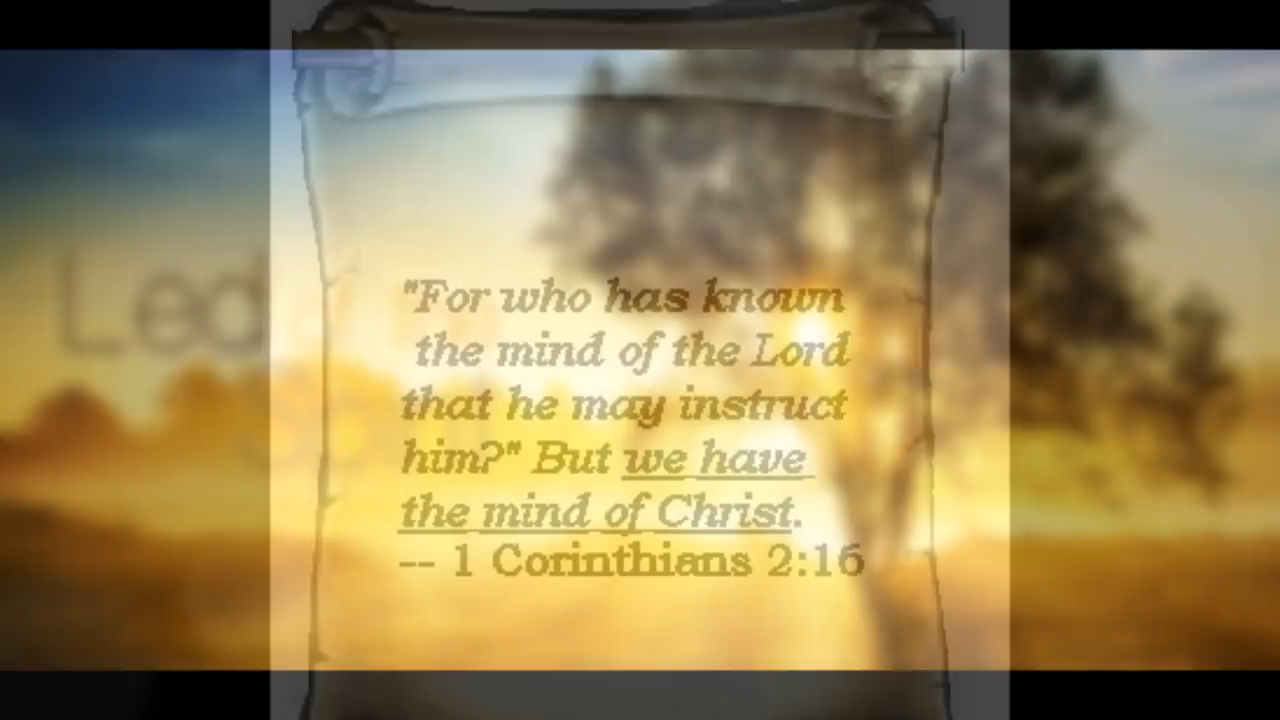 Led
"For who has known
the mind of the Lord
that he may instruct
him?" But we have
the mind of Christ.
-- 1 Corinthians 2:16